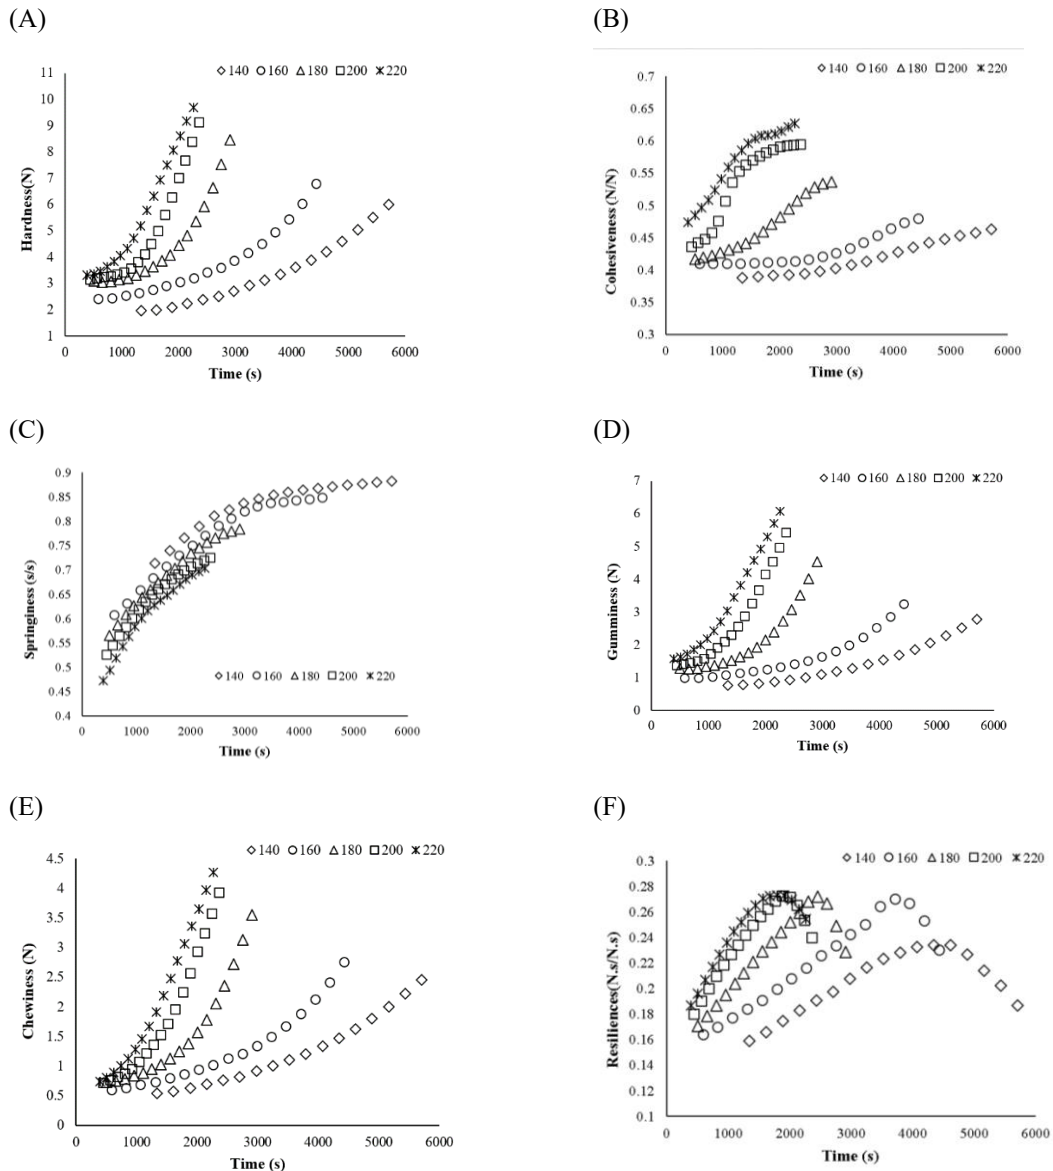 (A)
◇140 ○160 △180 □200 ✳220
11
10
9
8
7
6
5
4
3
2
1
Hardness(N)
0 1000 2000 3000 4000 5000 6000
Time (s)
(B)
◇140 ○160 △180 □200 ✳220
0.7
0.65
0.6
0.55
0.5
0.45
0.4
0.35
0.3
Cohesiveness (N/N)
0 1000 2000 3000 4000 5000 6000
Time (s)
(C)
0.9
0.85
0.8
0.75
0.7
0.65
0.6
0.55
0.5
0.45
0.4
Springiness (s/s)
◇140 ○160 △180 □200 ✳220
0 1000 2000 3000 4000 5000 6000
Time (s)
(D)
◇140 ○160 △180 □200 ✳220
7
6
5
4
3
2
1
0
Gumminess (N)
0 1000 2000 3000 4000 5000 6000
Time (s)
(E)
◇140 ○160 △180 □200 ✳220
4.5
4
3.5
3
2.5
2
1.5
1
0.5
0
Chewiness (N)
0 1000 2000 3000 4000 5000 6000
Time (s)
(F)
◇140 ○160 △180 □200 ✳220
0.3
0.28
0.26
0.24
0.22
0.2
0.18
0.16
0.14
0.12
0.1
Resiliences(N.s/N.s)
0 1000 2000 3000 4000 5000 6000
Time (s)